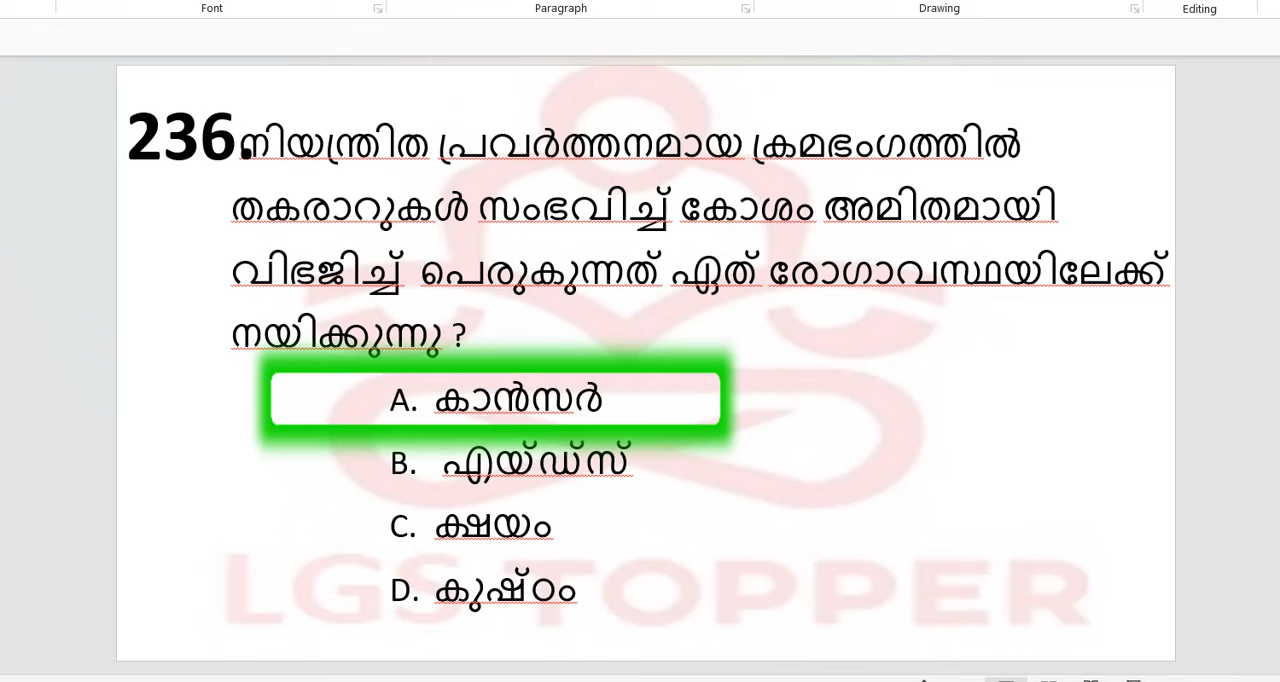 Font Paragraph Drawing Editing
236. നിയന്ത്രിത പ്രവർത്തനമായ ക്രമഭംഗത്തിൽ
തകരാറുകൾ സംഭവിച്ച് കോശം അമിതമായി
വിഭജിച്ച് പെരുകുന്നത് ഏത് രോഗാവസ്ഥയിലേക്ക്
നയിക്കുന്നു ?
A. കാൻസർ
B. എയ്ഡ്സ്
C. ക്ഷയം
D. കുഷ്ഠം
LGS TOPPER